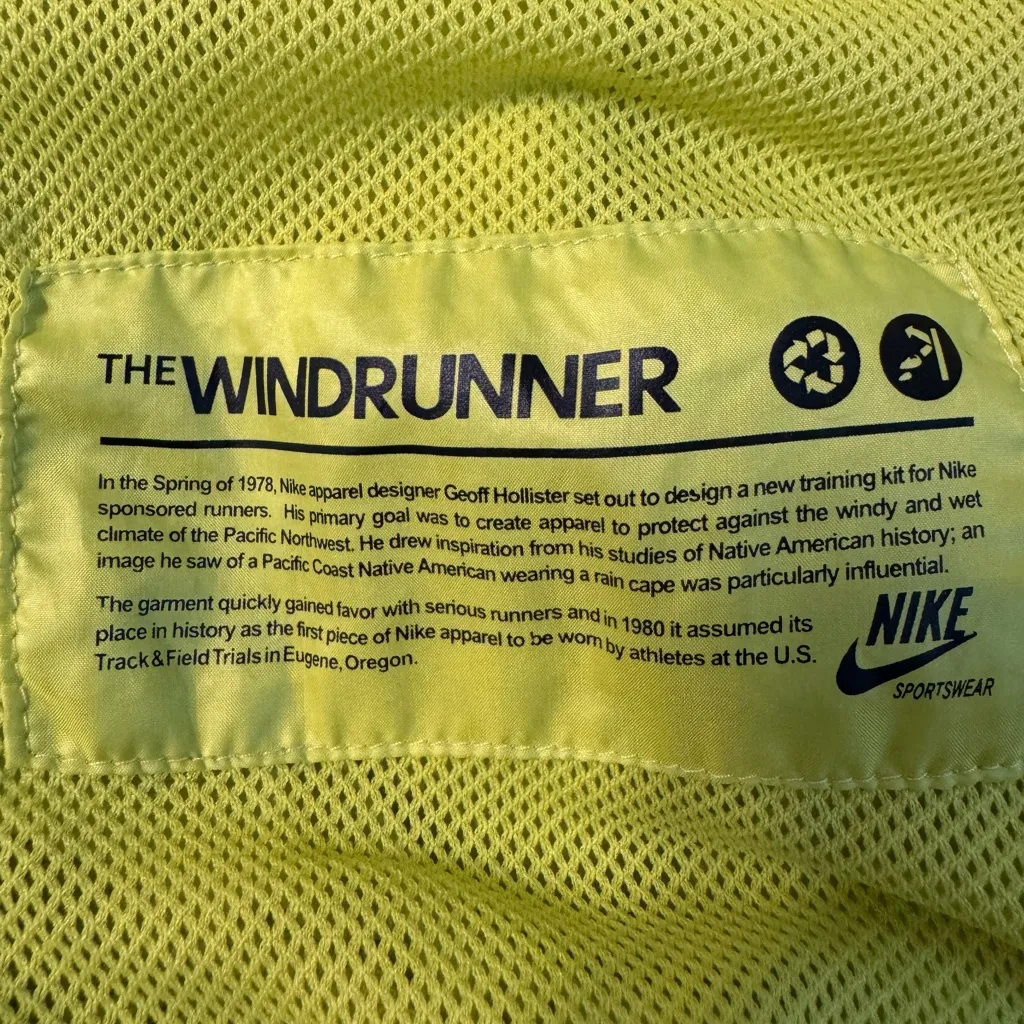 THE WINDRUNNER
In the Spring of 1978, Nike apparel designer Geoff Hollister set out to design a new training kit for Nike
sponsored runners. His primary goal was to create apparel to protect against the windy and wet
climate of the Pacific Northwest. He drew inspiration from his studies of Native American history; an
image he saw of a Pacific Coast Native American wearing a rain cape was particularly influential.
The garment quickly gained favor with serious runners and in 1980 it assumed its
place in history as the first piece of Nike apparel to be worn by athletes at the U.S.
Track & Field Trials in Eugene, Oregon.
NIKE
SPORTSWEAR